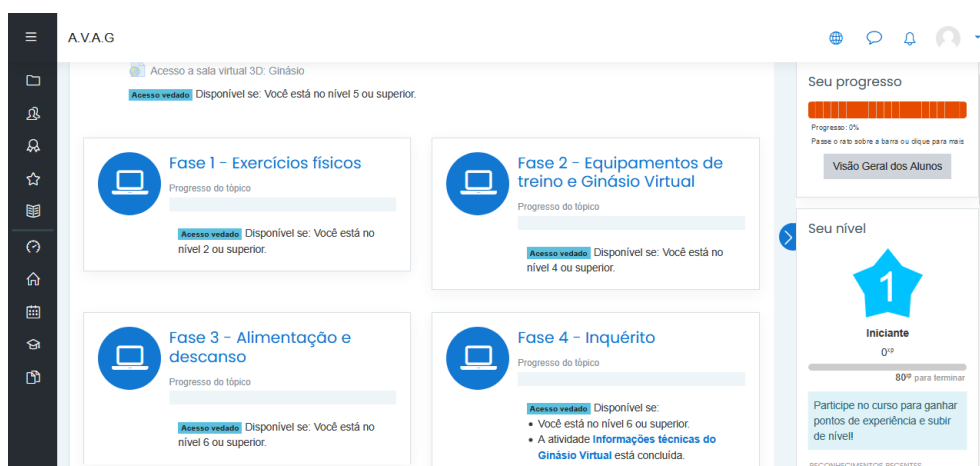 A.V.A.G
Acesso a sala virtual 3D: Ginásio
Acesso vedado Disponível se: Você está no nível 5 ou superior.
Fase 1 - Exercícios físicos
Progresso do tópico
Acesso vedado Disponível se: Você está no
nível 2 ou superior.
Fase 2 - Equipamentos de
treino e Ginásio Virtual
Progresso do tópico
Acesso vedado Disponível se: Você está no
nível 4 ou superior.
Fase 3 - Alimentação e
descanso
Progresso do tópico
Acesso vedado Disponível se: Você está no
nível 6 ou superior.
Fase 4 - Inquérito
Progresso do tópico
Acesso vedado Disponível se:
• Você está no nível 6 ou superior.
• A atividade Informações técnicas do
Ginásio Virtual está concluída.
Seu progresso
Progresso: 0%
Passe o rato sobre a barra ou clique para mais
Visão Geral dos Alunos
Seu nível
1
Iniciante
0xp
80xp para terminar
Participe no curso para ganhar
pontos de experiência e subir
de nível!
RECONHECIMENTOS RECENTES